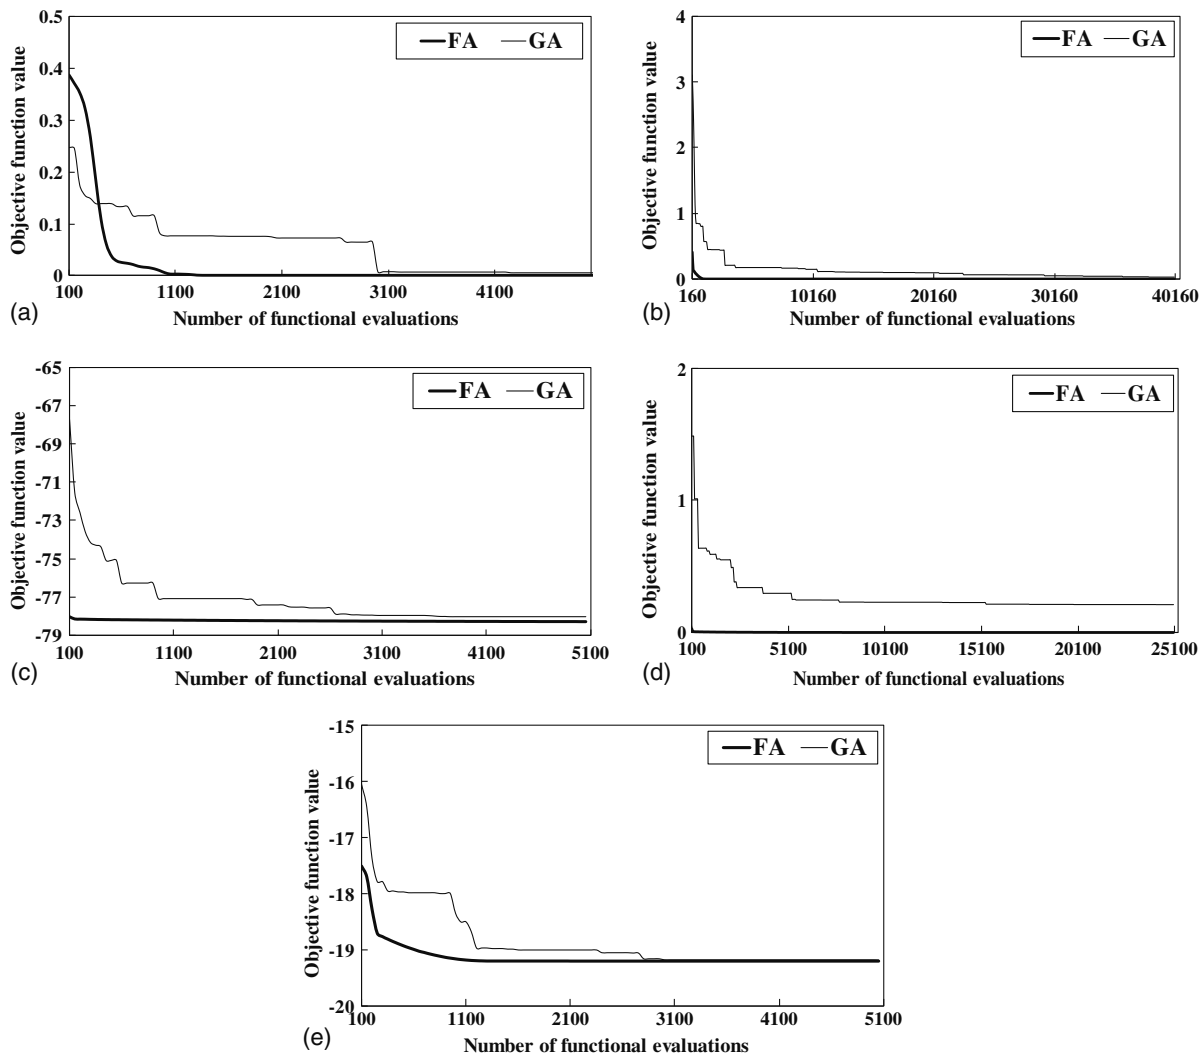 0.5
0.4
0.3
0.2
0.1
0
Objective function value
FA GA
100 1100 2100 3100 4100
Number of functional evaluations
(a)
4
3
2
1
0
Objective function value
FA GA
160 10160 20160 30160 40160
Number of functional evaluations
(b)
-65
-67
-69
-71
-73
-75
-77
-79
Objective function value
FA GA
100 1100 2100 3100 4100 5100
Number of functional evaluations
(c)
2
1
0
Objective function value
FA GA
100 5100 10100 15100 20100 25100
Number of functional evaluations
(d)
-15
-16
-17
-18
-19
-20
Objective function value
FA GA
100 1100 2100 3100 4100 5100
Number of functional evaluations
(e)